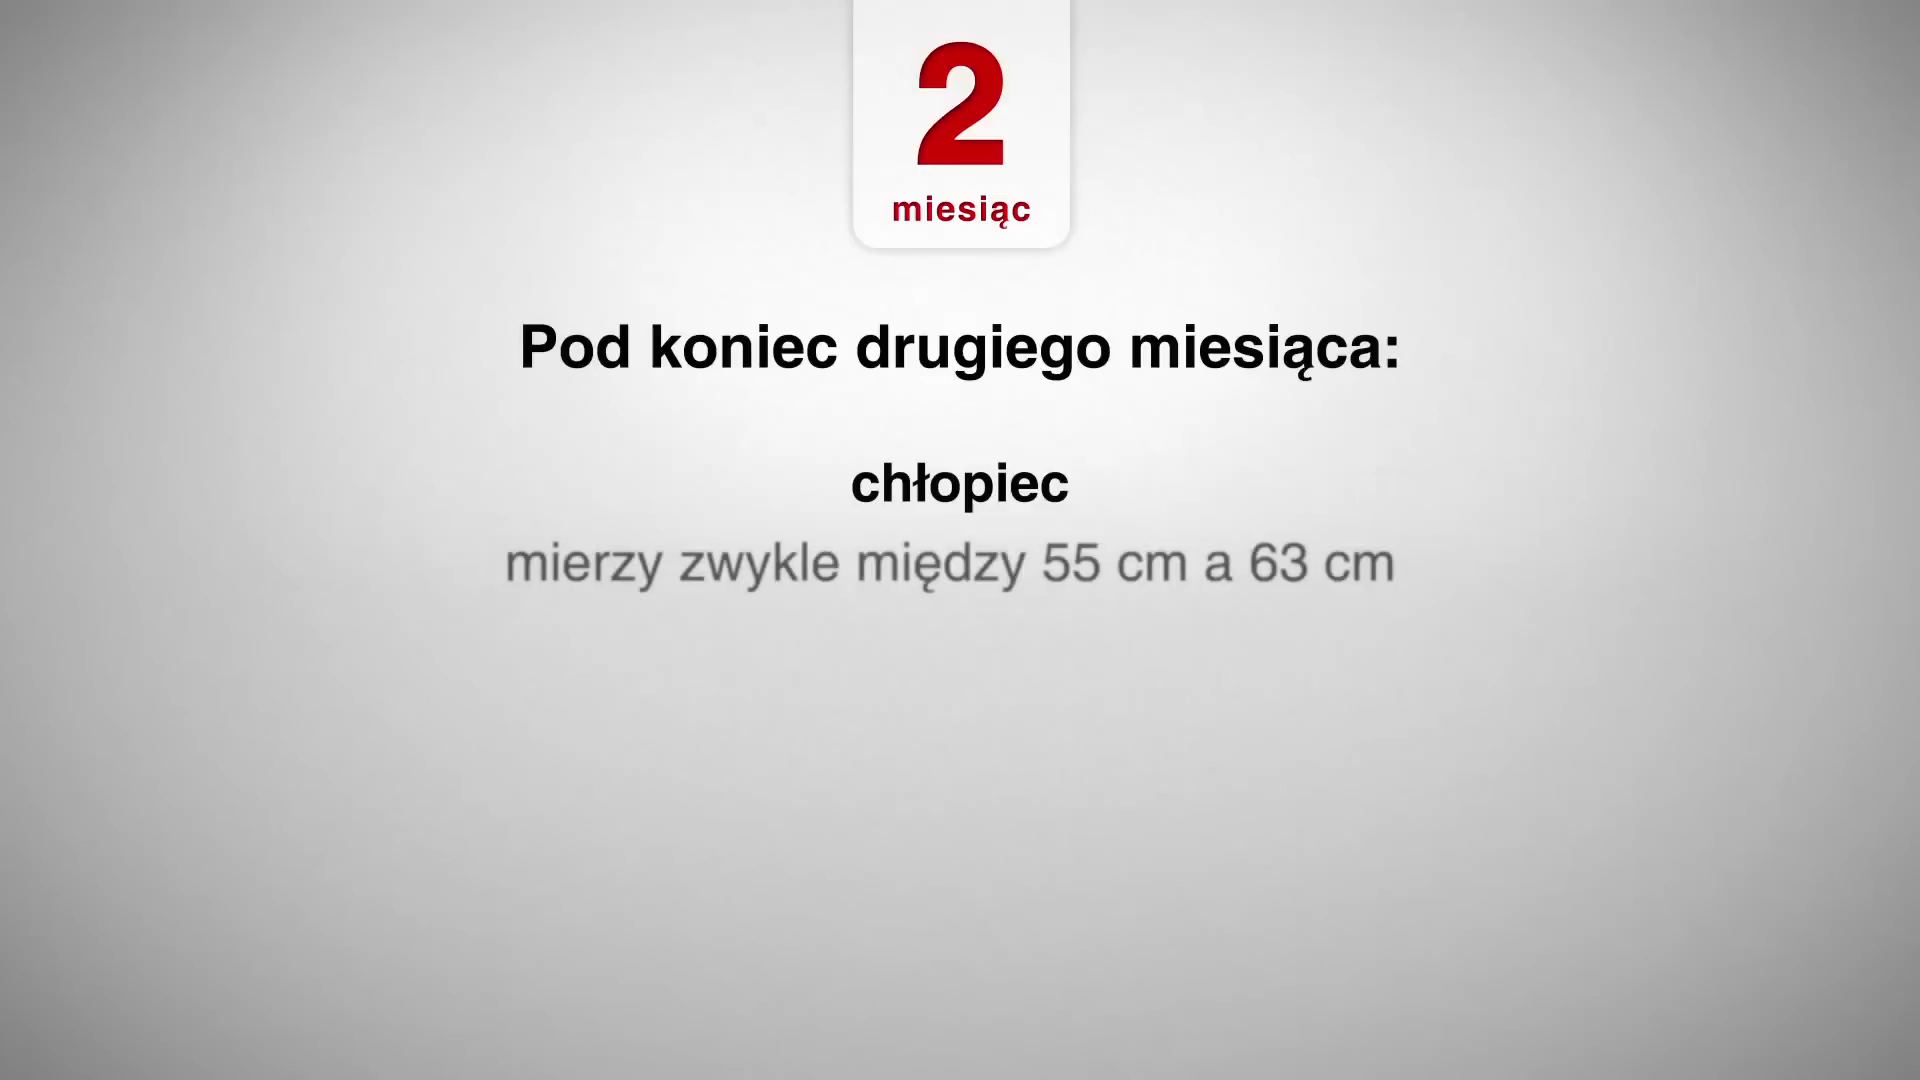 2
miesiąc
Pod koniec drugiego miesiąca:
chłopiec
mierzy zwykle między 55 cm a 63 cm